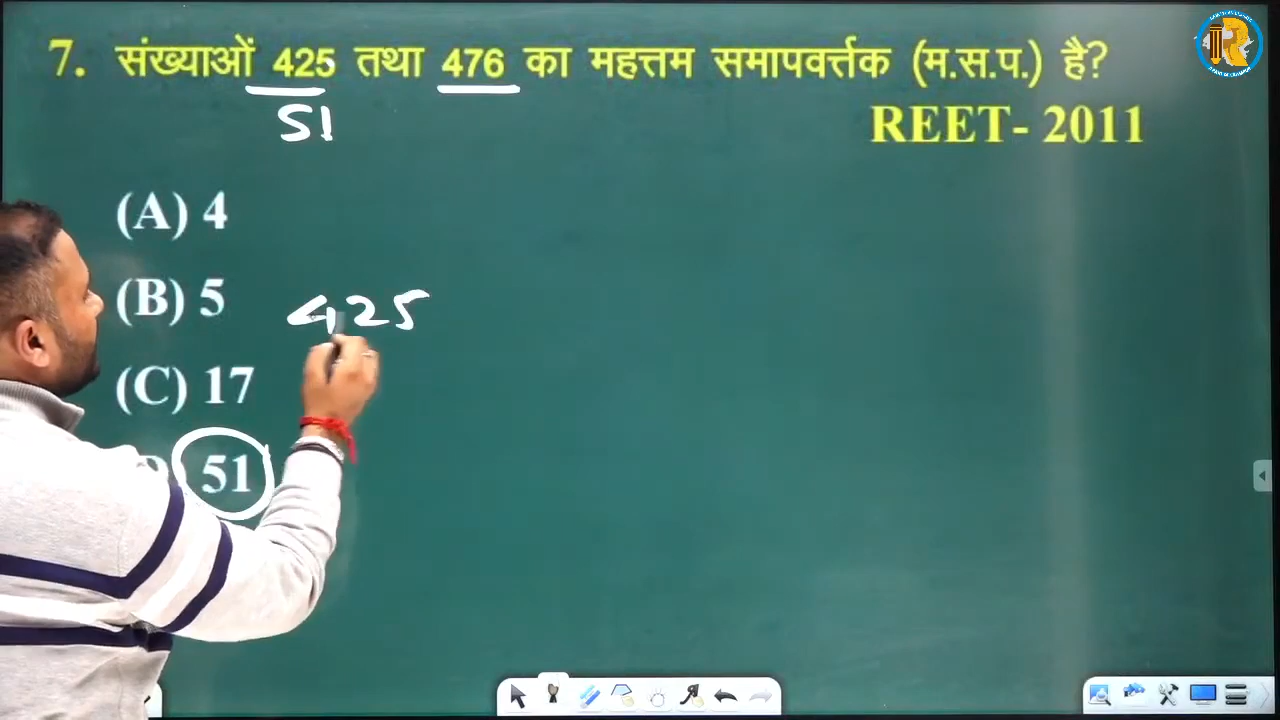 7. संख्याओं 425 तथा 476 का महत्तम समापवर्त्तक (म.स.प.) है?
51
REET- 2011
(A) 4
(B) 5
425
(C) 17
51